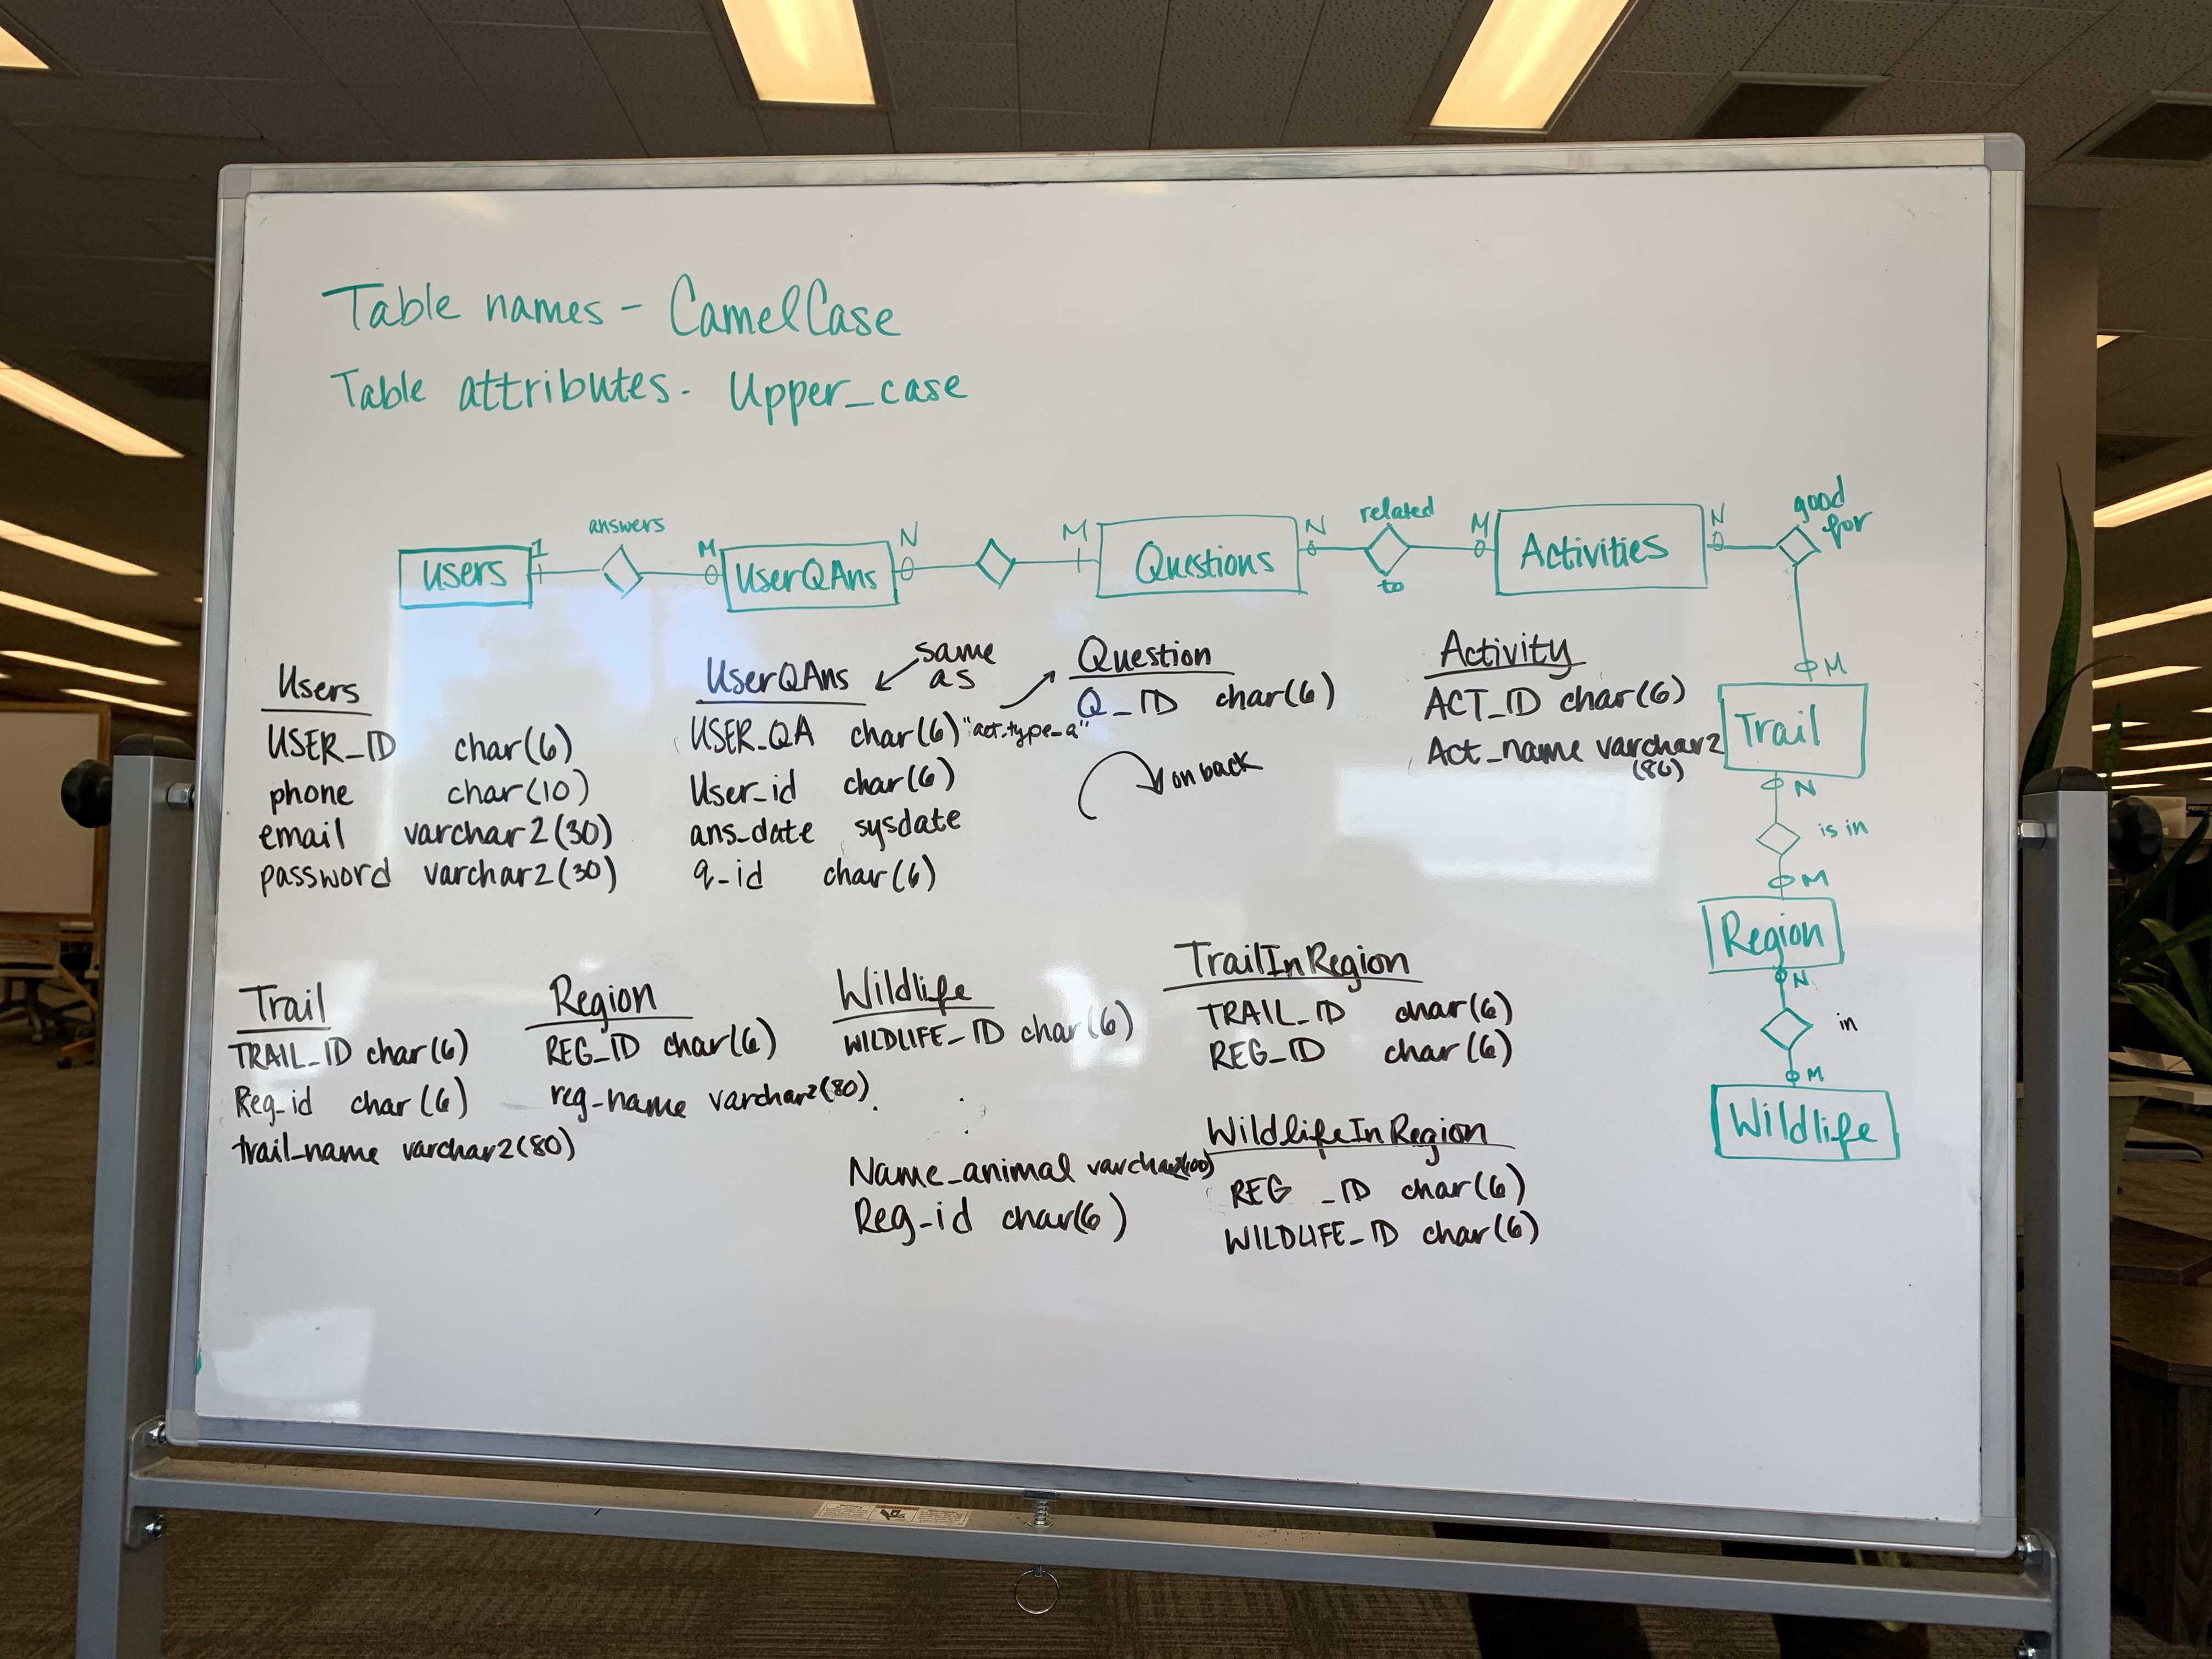 Table names - CamelCase
Table attributes - Upper_case
answers
1
M
N
M
N
related
to
M
N
good
for
Users
UserQAns
Questions
Activities
M
Trail
N
is in
M
Region
N
in
M
Wildlife
Users
USER_ID char(6)
phone char(10)
email varchar2(30)
password varchar2(30)
UserQAns
same
as
USER_QA char(6) "act.type_a"
User_id char(6)
ans_date sysdate
q_id char(6)
Question
Q_ID char(6)
on back
Activity
ACT_ID char(6)
Act_name varchar2
Trail
TRAIL_ID char(6)
Reg_id char(6)
trail_name varchar2(80)
Region
REG_ID char(6)
reg_name varchar2(80)
Wildlife
WILDLIFE_ID char(6)
Name_animal
Reg_id char(6)
TrailInRegion
TRAIL_ID char(6)
REG_ID char(6)
WildlifeInRegion
REG_ID char(6)
WILDLIFE_ID char(6)